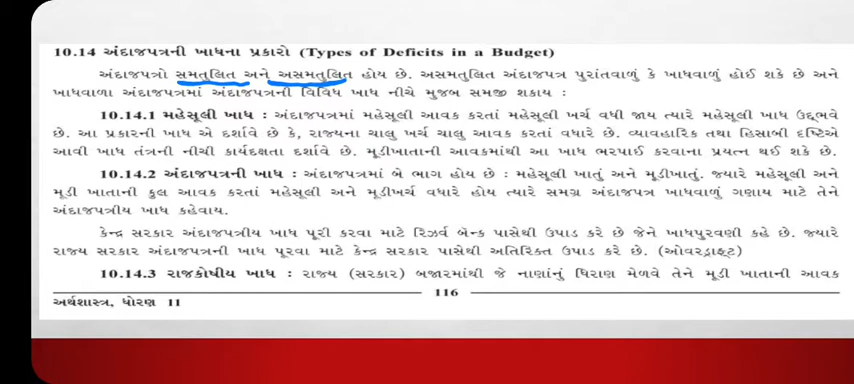 10.14 અંદાજપત્રની ખાધના પ્રકારો (Types of Deficits in a Budget)
અંદાજપત્રો સમતુલિત અને અસમતુલિત હોય છે. અસમતુલિત અંદાજપત્ર પુરાંતવાળું કે ખાધવાળું હોઈ શકે છે અને
ખાધવાળા અંદાજપત્રમાં અંદાજપત્રની વિવિધ ખાધ નીચે મુજબ સમજી શકાય :
10.14.1 મહેસૂલી ખાધ : અંદાજપત્રમાં મહેસૂલી આવક કરતાં મહેસૂલી ખર્ચ વધી જાય ત્યારે મહેસૂલી ખાધ ઉદ્ભવે
છે. આ પ્રકારની ખાધ એ દર્શાવે છે કે, રાજ્યના ચાલુ ખર્ચ ચાલુ આવક કરતાં વધારે છે. વ્યાવહારિક તથા હિસાબી દૃષ્ટિએ
આવી ખાધ તંત્રની નીચી કાર્યદક્ષતા દર્શાવે છે. મૂડીખાતાની આવકમાંથી આ ખાધ ભરપાઈ કરવાના પ્રયત્ન થઈ શકે છે.
10.14.2 અંદાજપત્રની ખાધ : અંદાજપત્રમાં બે ભાગ હોય છે : મહેસૂલી ખાતું અને મૂડીખાતું. જ્યારે મહેસૂલી અને
મૂડી ખાતાની કુલ આવક કરતાં મહેસૂલી અને મૂડીખર્ચ વધારે હોય ત્યારે સમગ્ર અંદાજપત્ર ખાધવાળું ગણાય માટે તેને
અંદાજપત્રીય ખાધ કહેવાય.
કેન્દ્ર સરકાર અંદાજપત્રીય ખાધ પૂરી કરવા માટે રિઝર્વ બૅન્ક પાસેથી ઉપાડ કરે છે જેને ખાધપુરવણી કહે છે. જ્યારે
રાજ્ય સરકાર અંદાજપત્રની ખાધ પૂરવા માટે કેન્દ્ર સરકાર પાસેથી અતિરિક્ત ઉપાડ કરે છે. (ઓવરડ્રાફ્ટ)
10.14.3 રાજકોષીય ખાધ : રાજ્ય (સરકાર) બજારમાંથી જે નાણાંનું ધિરાણ મેળવે તેને મૂડી ખાતાની આવક
116
અર્થશાસ્ત્ર, ધોરણ 11